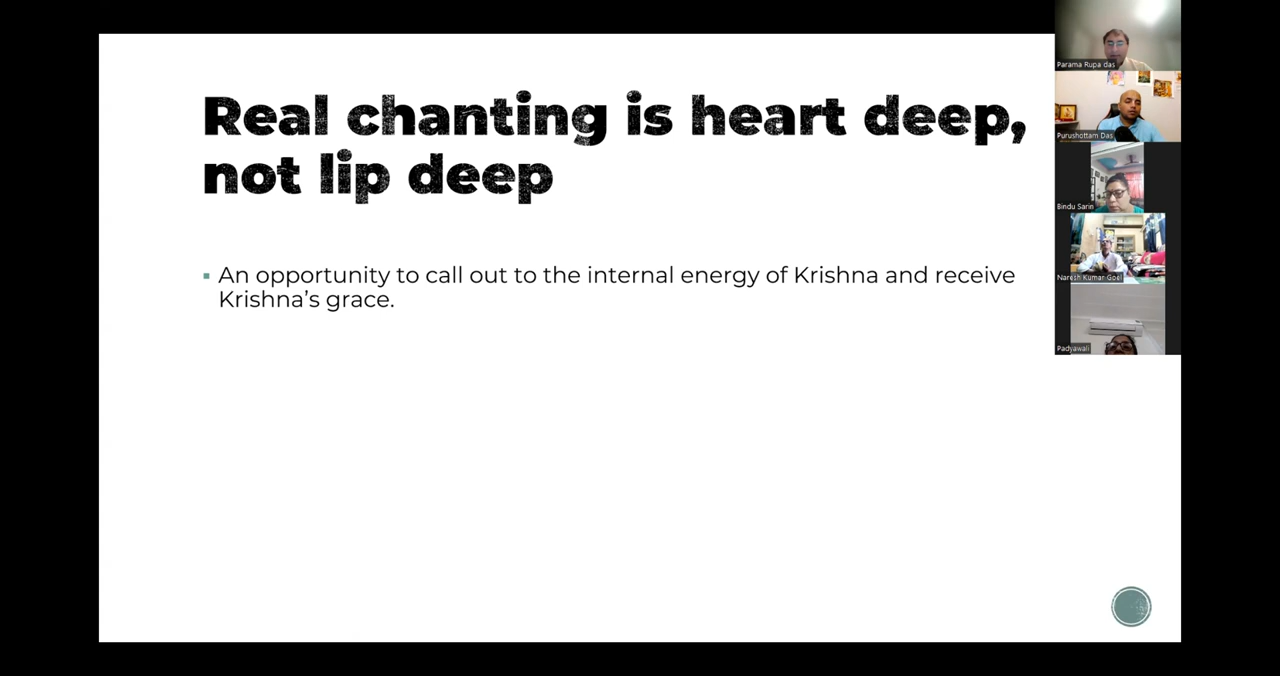 Real chanting is heart deep,
not lip deep
An opportunity to call out to the internal energy of Krishna and receive
Krishna’s grace.
Parama Rupa das
Purushottam Das
Bindu Sarin
Naresh Kumar Goel
Padyawali